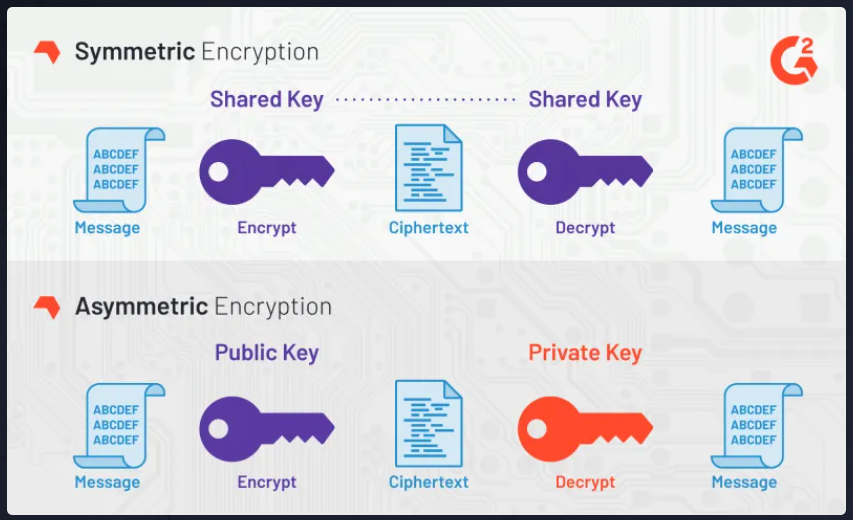 Symmetric Encryption
G2
Shared Key Shared Key
ABCDEF ABCDEF
ABCDEF ABCDEF
ABCDEF ABCDEF
Message Encrypt Ciphertext Decrypt Message
Asymmetric Encryption
Public Key Private Key
ABCDEF ABCDEF
ABCDEF ABCDEF
ABCDEF ABCDEF
Message Encrypt Ciphertext Decrypt Message